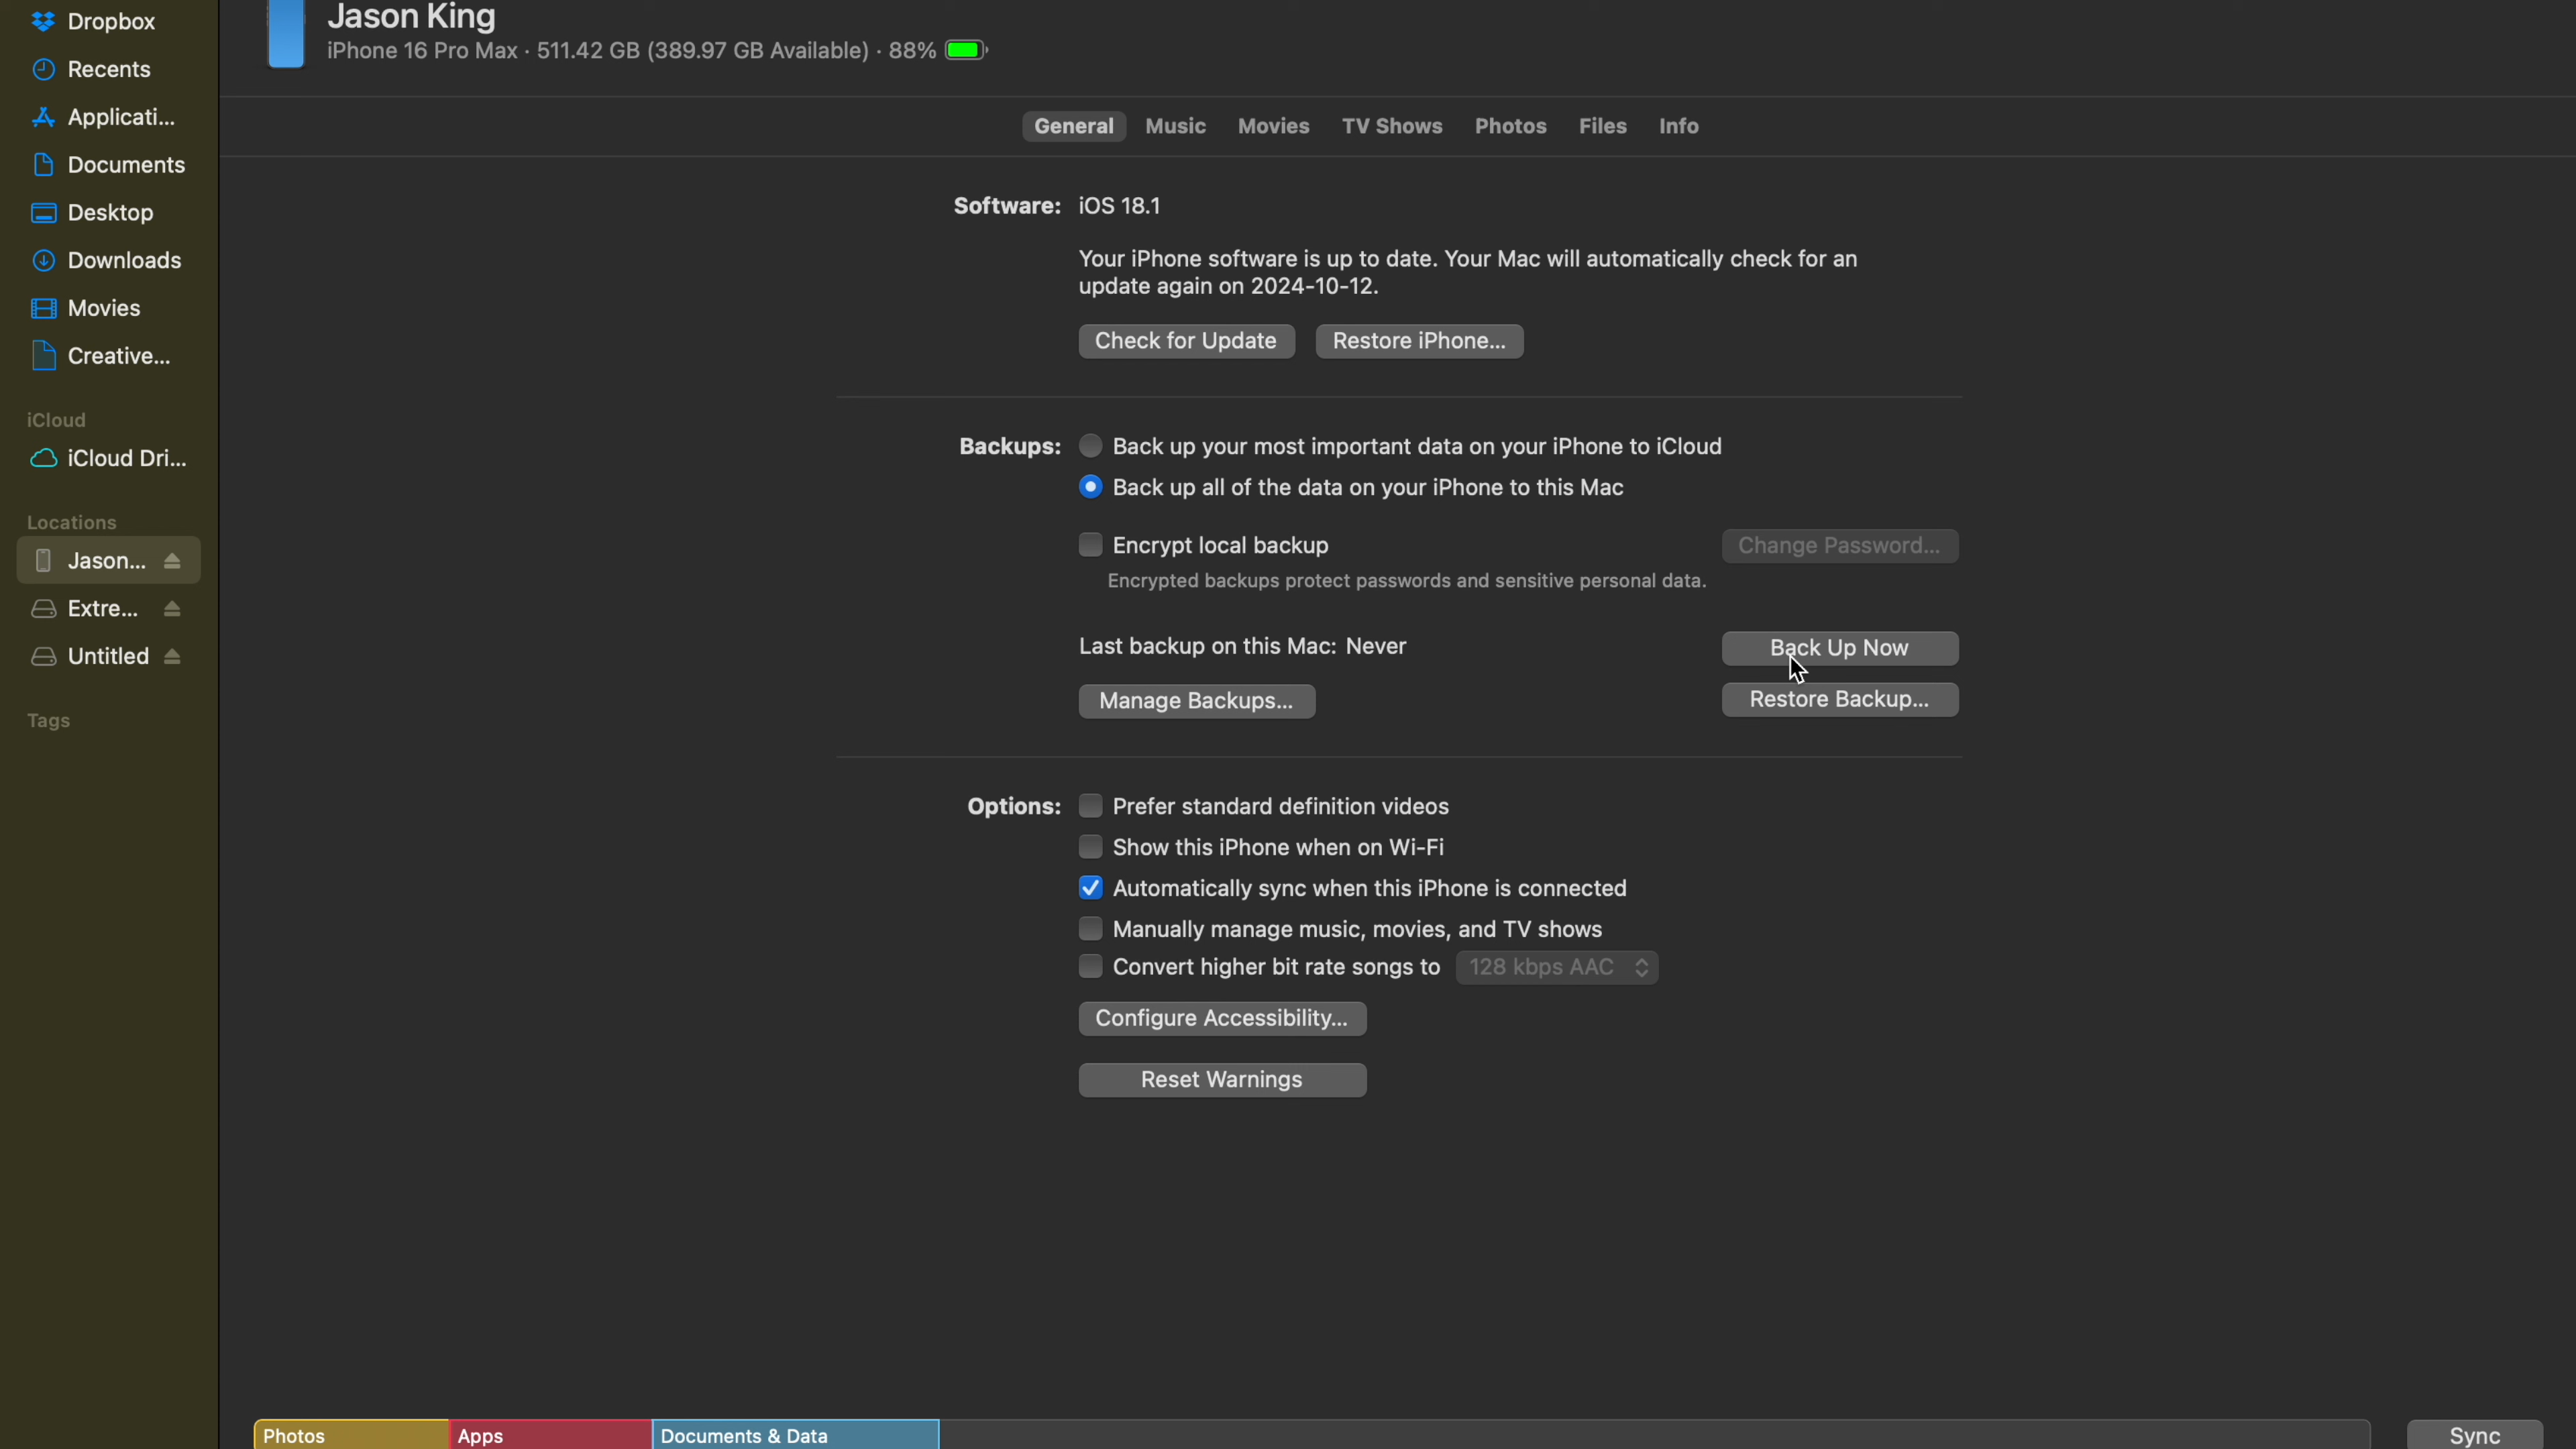 Dropbox
Recents
Applicati...
Documents
Desktop
Downloads
Movies
Creative...
iCloud
iCloud Dri...
Locations
Jason...
Extre...
Untitled
Tags
Jason King
iPhone 16 Pro Max · 511.42 GB (389.97 GB Available) · 88%
General Music Movies TV Shows Photos Files Info
Software: iOS 18.1
Your iPhone software is up to date. Your Mac will automatically check for an
update again on 2024-10-12.
Check for Update Restore iPhone...
Backups: Back up your most important data on your iPhone to iCloud
Back up all of the data on your iPhone to this Mac
Encrypt local backup Change Password...
Encrypted backups protect passwords and sensitive personal data.
Last backup on this Mac: Never Back Up Now
Manage Backups... Restore Backup...
Options: Prefer standard definition videos
Show this iPhone when on Wi-Fi
Automatically sync when this iPhone is connected
Manually manage music, movies, and TV shows
Convert higher bit rate songs to 128 kbps AAC
Configure Accessibility...
Reset Warnings
Photos Apps Documents & Data Sync